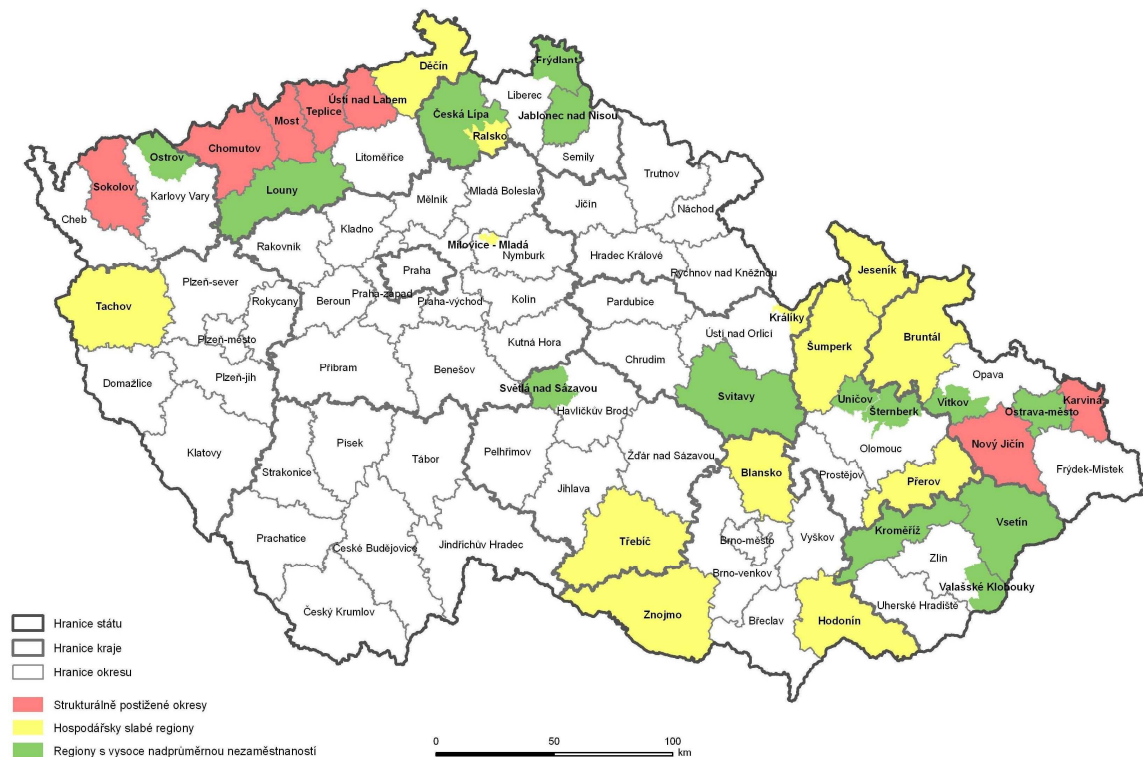 Děčín
Frýdlant
Liberec
Ústí nad Labem
Teplice
Most
Česká Lípa
Jablonec nad Nisou
Ralsko
Chomutov
Ostrov
Litoměřice
Semily
Sokolov
Louny
Trutnov
Karlovy Vary
Mladá Boleslav
Mělník
Jičín
Náchod
Cheb
Kladno
Rakovník
Milovice - Mladá
Nymburk
Hradec Králové
Jeseník
Plzeň-sever
Praha
Rychnov nad Kněžnou
Tachov
Rokycany
Beroun
Praha-západ
Praha-východ
Kolín
Pardubice
Králíky
Ústí nad Orlicí
Šumperk
Bruntál
Plzeň-město
Kutná Hora
Chrudim
Domažlice
Plzeň-jih
Příbram
Benešov
Opava
Světlá nad Sázavou
Svitavy
Uničov
Vítkov
Karviná
Havlíčkův Brod
Šternberk
Ostrava-město
Klatovy
Písek
Tábor
Pelhřimov
Žďár nad Sázavou
Olomouc
Nový Jičín
Strakonice
Blansko
Prostějov
Přerov
Frýdek-Místek
Jihlava
Prachatice
České Budějovice
Jindřichův Hradec
Třebíč
Brno-město
Vyškov
Kroměříž
Vsetín
Zlín
Brno-venkov
Valašské Klobouky
Český Krumlov
Znojmo
Břeclav
Hodonín
Uherské Hradiště
Hranice státu
Hranice kraje
Hranice okresu
Strukturálně postižené okresy
Hospodářsky slabé regiony
Regiony s vysoce nadprůměrnou nezaměstnaností
0 50 100
km